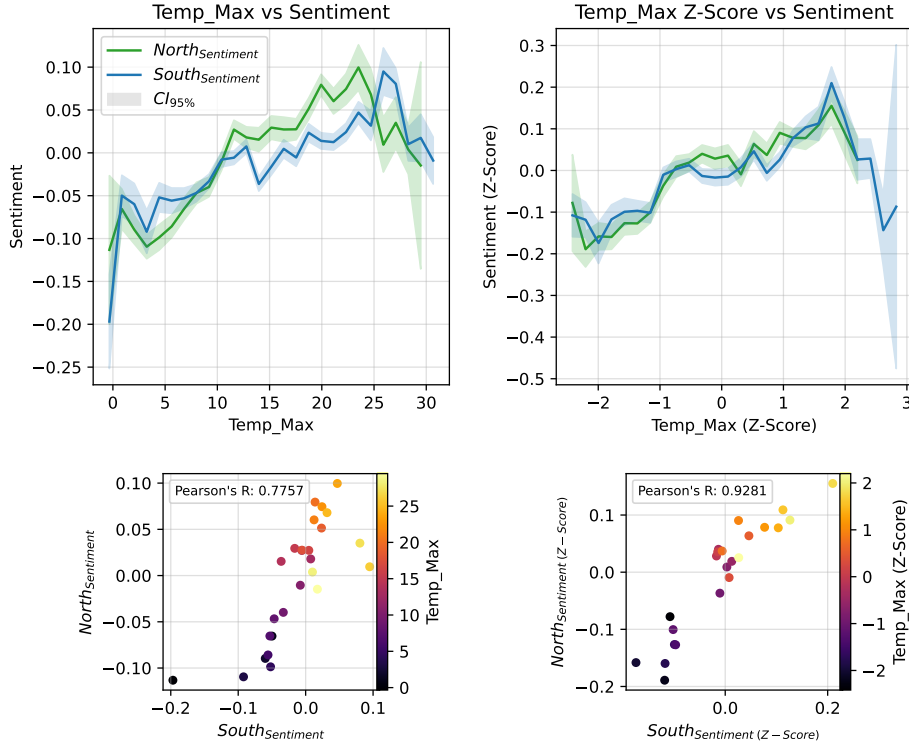 Temp_Max vs Sentiment
Temp_Max Z-Score vs Sentiment
North_Sentiment
South_Sentiment
CI_95%
0.10
0.05
0.00
−0.05
−0.10
−0.15
−0.20
−0.25
Sentiment
0 5 10 15 20 25 30
Temp_Max
0.3
0.2
0.1
0.0
−0.1
−0.2
−0.3
−0.4
−0.5
Sentiment (Z-Score)
−2 −1 0 1 2 3
Temp_Max (Z-Score)
Pearson's R: 0.7757
0.10
0.05
0.00
−0.05
−0.10
North_Sentiment
−0.2 −0.1 0.0 0.1
South_Sentiment
20
10
0
Temp_Max
Pearson's R: 0.9281
0.1
0.0
−0.1
−0.2
North_Sentiment (Z−Score)
0.0 0.2
South_Sentiment (Z−Score)
2
1
0
−1
−2
Temp_Max (Z-Score)